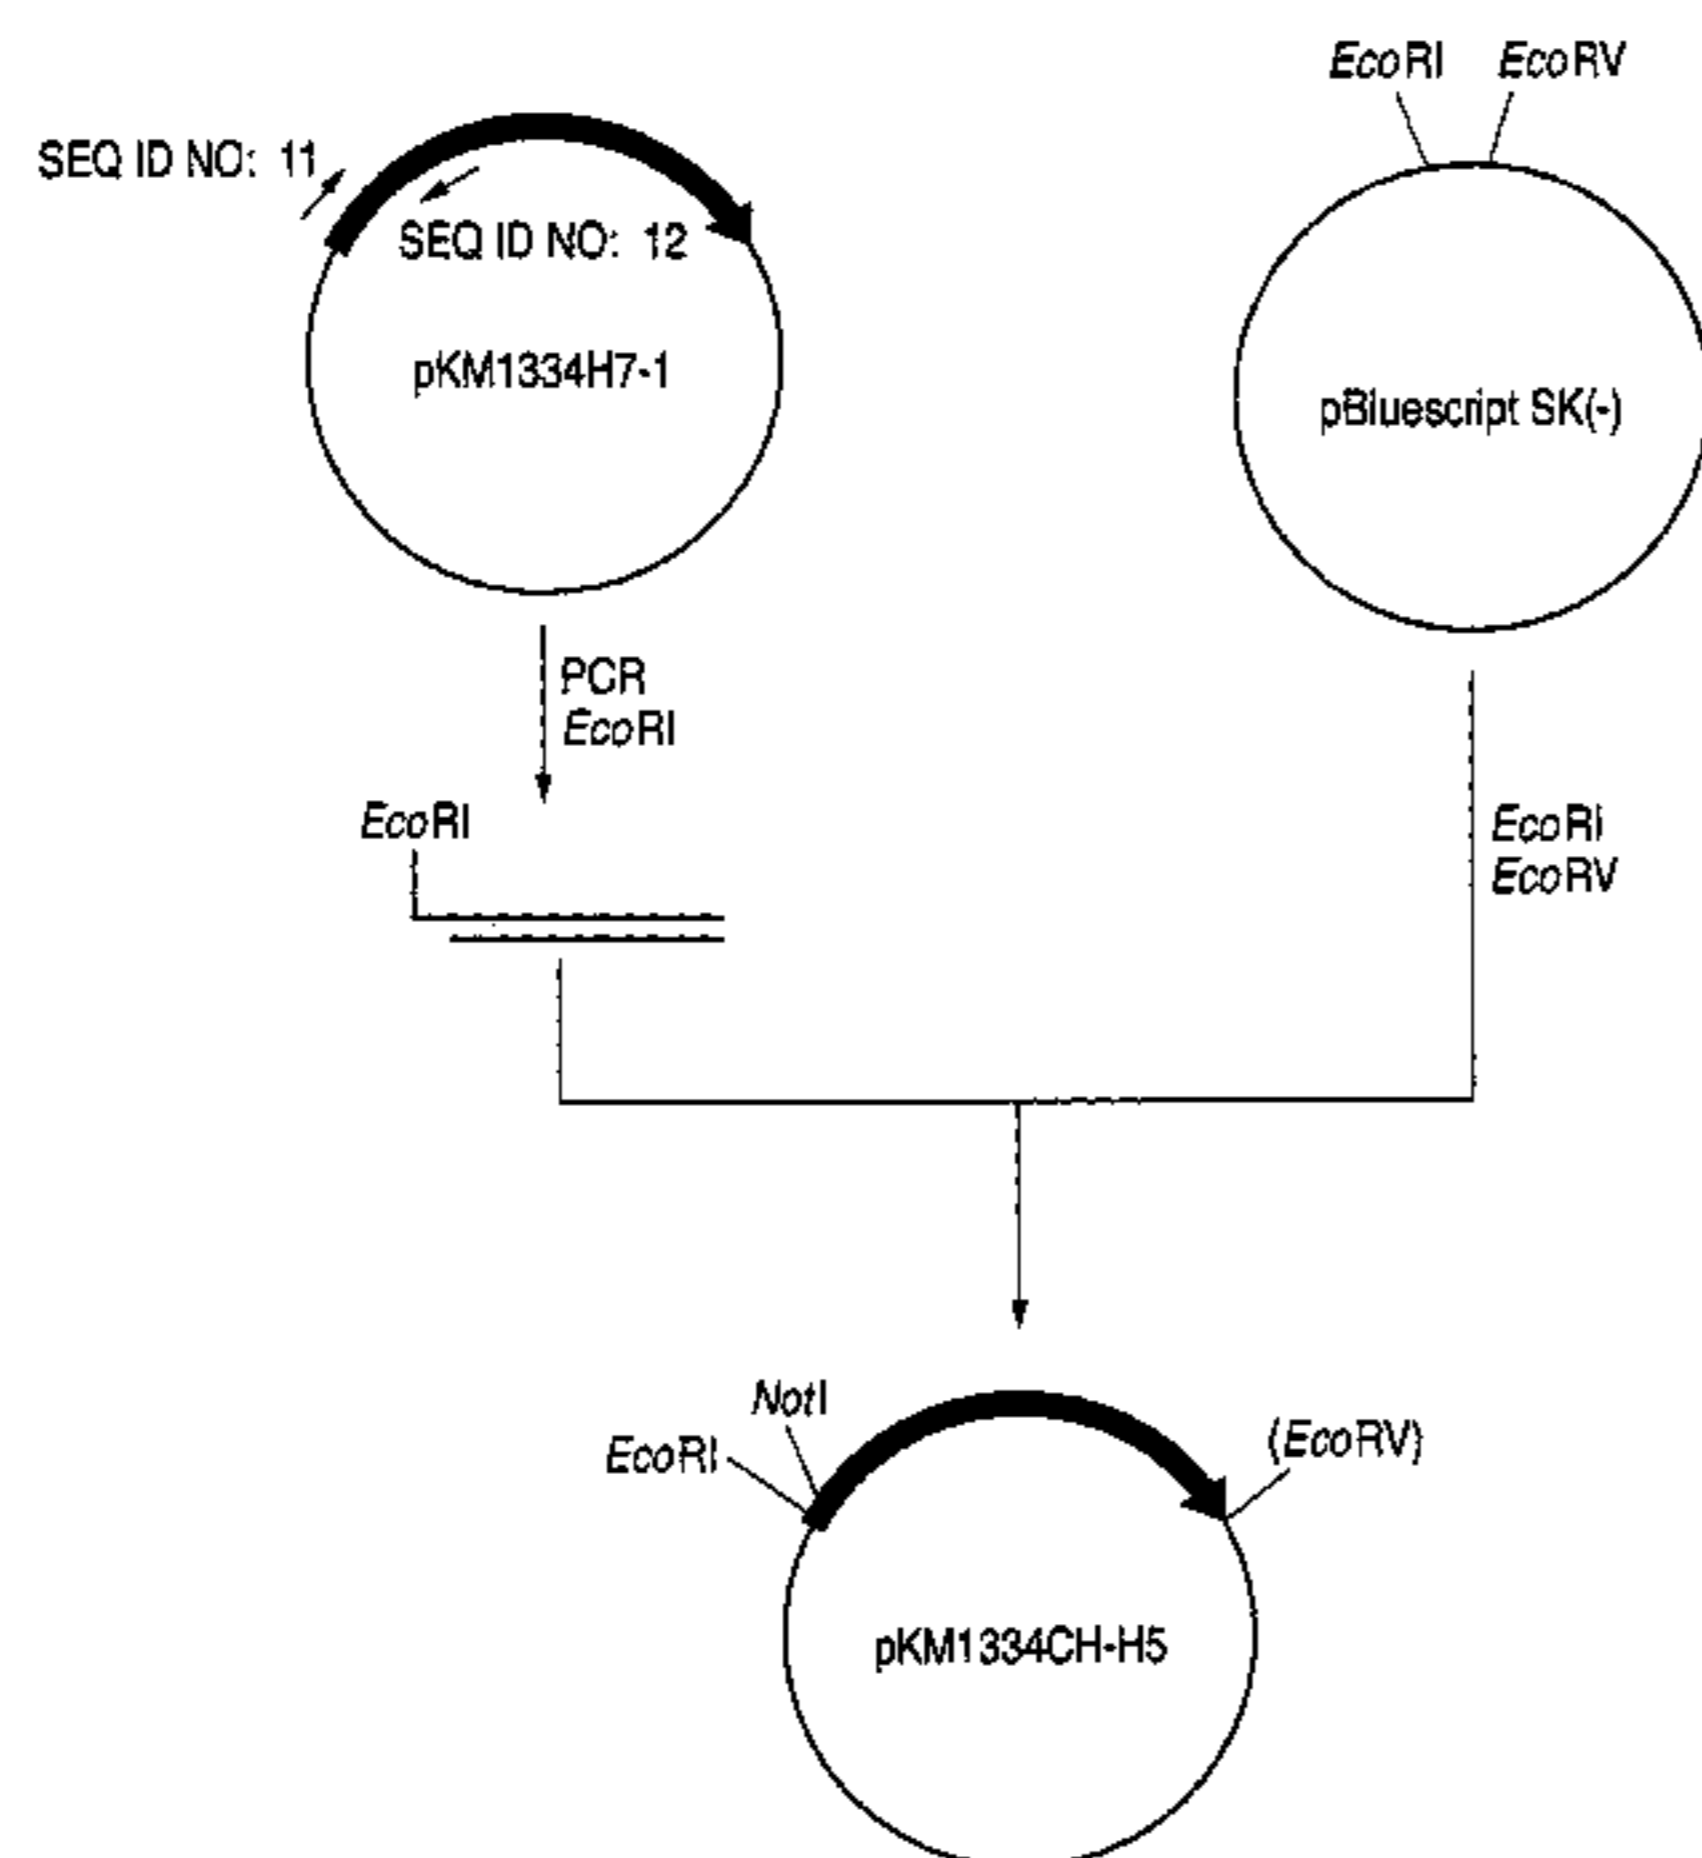 EcoRI EcoRV
SEQ ID NO: 11
SEQ ID NO: 12
pKM1334H7-1
pBluescript SK(-)
PCR
EcoRI
EcoRI
EcoRI
EcoRV
NotI
EcoRI
(EcoRV)
pKM1334CH-H5